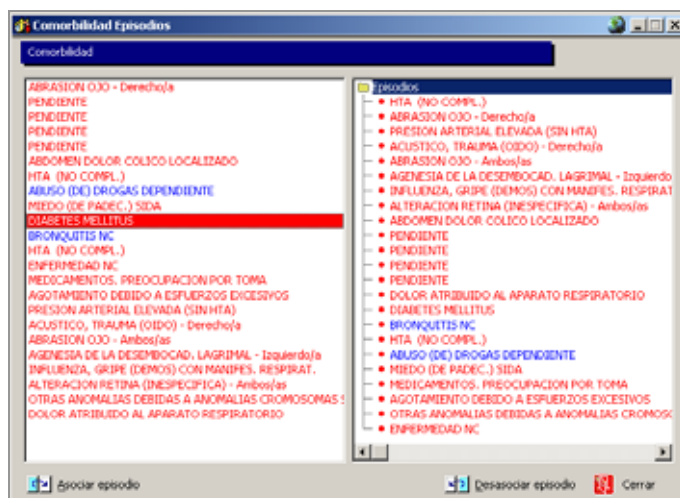 Comorbilidad Episodios
Comorbilidad
ABRASION OJO - Derecho/a
PENDIENTE
PENDIENTE
PENDIENTE
PENDIENTE
ABDOMEN DOLOR COLICO LOCALIZADO
HTA (NO COMPL.)
ABUSO (DE) DROGAS DEPENDIENTE
MIEDO (DE PADEC.) SIDA
DIABETES MELLITUS
BRONQUITIS NC
HTA (NO COMPL.)
ENFERMEDAD NC
MEDICAMENTOS. PREOCUPACION POR TOMA
AGOTAMIENTO DEBIDO A ESFUERZOS EXCESIVOS
PRESION ARTERIAL ELEVADA (SIN HTA)
ACUSTICO, TRAUMA (OIDO) - Derecho/a
ABRASION OJO - Ambos/as
AGENESIA DE LA DESEMBOCAD. LAGRIMAL - Izquierdo/a
INFLUENZA, GRIPE (DEMOS) CON MANIFES. RESPIRAT.
ALTERACION RETINA (INESPECIFICA) - Ambos/as
OTRAS ANOMALIAS DEBIDAS A ANOMALIAS CROMOSOMAS S
DOLOR ATRIBUIDO AL APARATO RESPIRATORIO
Episodios
HTA (NO COMPL.)
ABRASION OJO - Derecho/a
PRESION ARTERIAL ELEVADA (SIN HTA)
ACUSTICO, TRAUMA (OIDO) - Derecho/a
ABRASION OJO - Ambos/as
AGENESIA DE LA DESEMBOCAD. LAGRIMAL - Izquierdo
INFLUENZA, GRIPE (DEMOS) CON MANIFES. RESPIRAT
ALTERACION RETINA (INESPECIFICA) - Ambos/as
ABDOMEN DOLOR COLICO LOCALIZADO
PENDIENTE
PENDIENTE
PENDIENTE
PENDIENTE
DOLOR ATRIBUIDO AL APARATO RESPIRATORIO
DIABETES MELLITUS
BRONQUITIS NC
HTA (NO COMPL.)
ABUSO (DE) DROGAS DEPENDIENTE
MIEDO (DE PADEC.) SIDA
MEDICAMENTOS. PREOCUPACION POR TOMA
AGOTAMIENTO DEBIDO A ESFUERZOS EXCESIVOS
OTRAS ANOMALIAS DEBIDAS A ANOMALIAS CROMOSO
ENFERMEDAD NC
Asociar episodio
Desasociar episodio
Cerrar